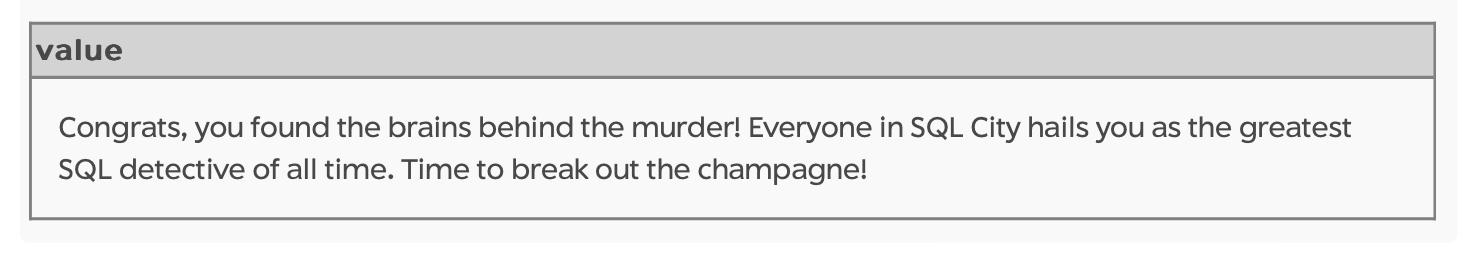 value
Congrats, you found the brains behind the murder! Everyone in SQL City hails you as the greatest
SQL detective of all time. Time to break out the champagne!